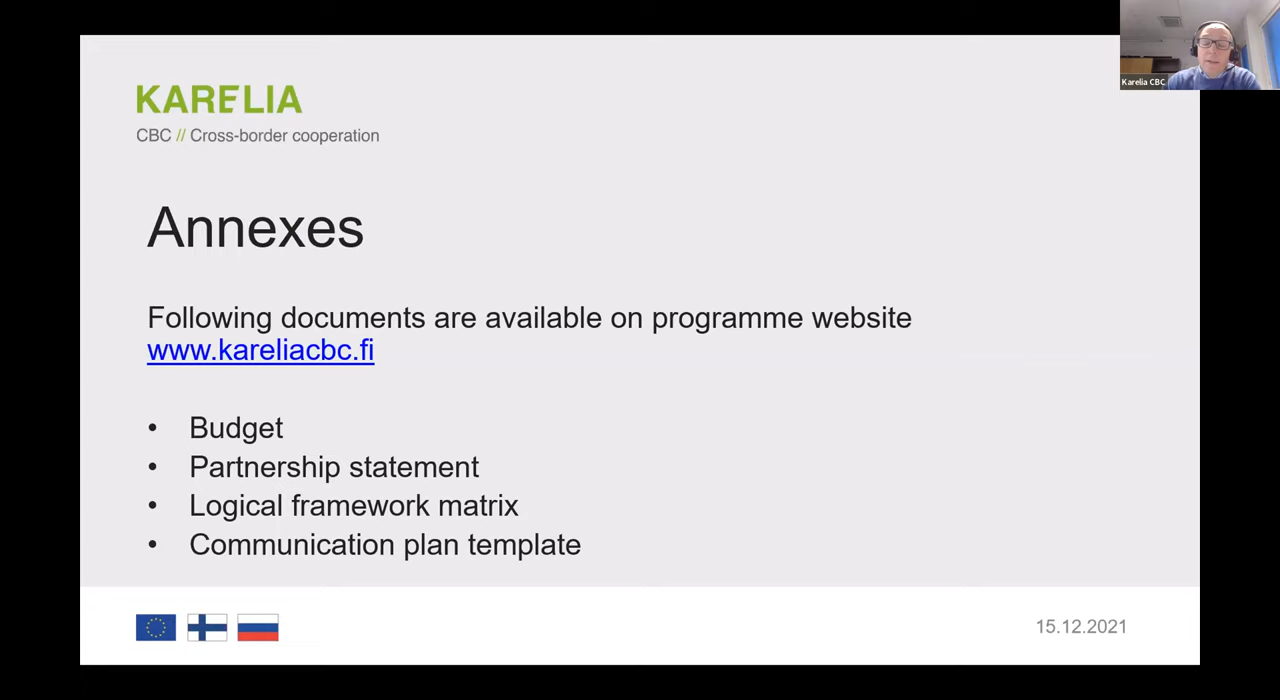 Karelia CBC
KARELIA
CBC // Cross-border cooperation
Annexes
Following documents are available on programme website
www.kareliacbc.fi
• Budget
• Partnership statement
• Logical framework matrix
• Communication plan template
15.12.2021